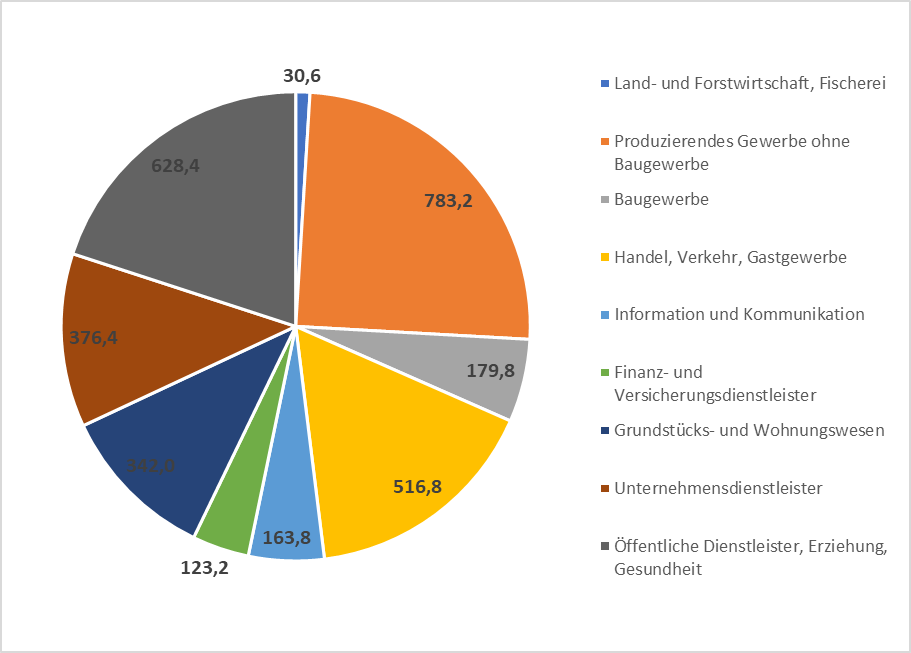 30,6
783,2
179,8
516,8
163,8
123,2
376,4
628,4
Land- und Forstwirtschaft, Fischerei
Produzierendes Gewerbe ohne
Baugewerbe
Baugewerbe
Handel, Verkehr, Gastgewerbe
Information und Kommunikation
Finanz- und
Versicherungsdienstleister
Grundstücks- und Wohnungswesen
Unternehmensdienstleister
Öffentliche Dienstleister, Erziehung,
Gesundheit